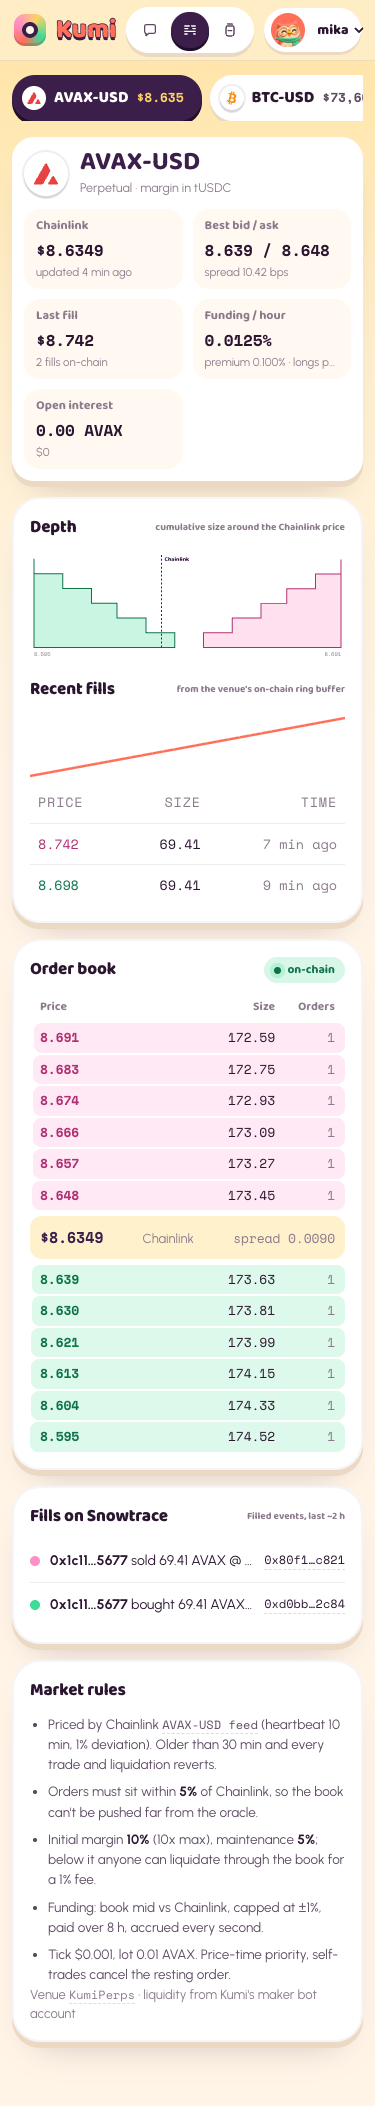 Kumi
mika
AVAX-USD $8.635
BTC-USD
AVAX-USD
Perpetual · margin in tUSDC
Chainlink
$8.6349
updated 4 min ago
Best bid / ask
8.639 / 8.648
spread 10.42 bps
Last fill
$8.742
2 fills on-chain
Funding / hour
0.0125%
premium 0.100% · longs p…
Open interest
0.00 AVAX
$0
Depth
cumulative size around the Chainlink price
Chainlink
8.595
8.691
Recent fills
from the venue's on-chain ring buffer
PRICE SIZE TIME
8.742 69.41 7 min ago
8.698 69.41 9 min ago
Order book
on-chain
Price Size Orders
8.691 172.59 1
8.683 172.75 1
8.674 172.93 1
8.666 173.09 1
8.657 173.27 1
8.648 173.45 1
$8.6349 Chainlink spread 0.0090
8.639 173.63 1
8.630 173.81 1
8.621 173.99 1
8.613 174.15 1
8.604 174.33 1
8.595 174.52 1
Fills on Snowtrace
Filled events, last ~2 h
0x1c11…5677 sold 69.41 AVAX @ … 0x80f1…c821
0x1c11…5677 bought 69.41 AVAX… 0xd0bb…2c84
Market rules
• Priced by Chainlink AVAX-USD feed (heartbeat 10
min, 1% deviation). Older than 30 min and every
trade and liquidation reverts.
• Orders must sit within 5% of Chainlink, so the book
can't be pushed far from the oracle.
• Initial margin 10% (10x max), maintenance 5%;
below it anyone can liquidate through the book for
a 1% fee.
• Funding: book mid vs Chainlink, capped at ±1%,
paid over 8 h, accrued every second.
• Tick $0.001, lot 0.01 AVAX. Price-time priority, self-
trades cancel the resting order.
Venue KumiPerps · liquidity from Kumi's maker bot
account